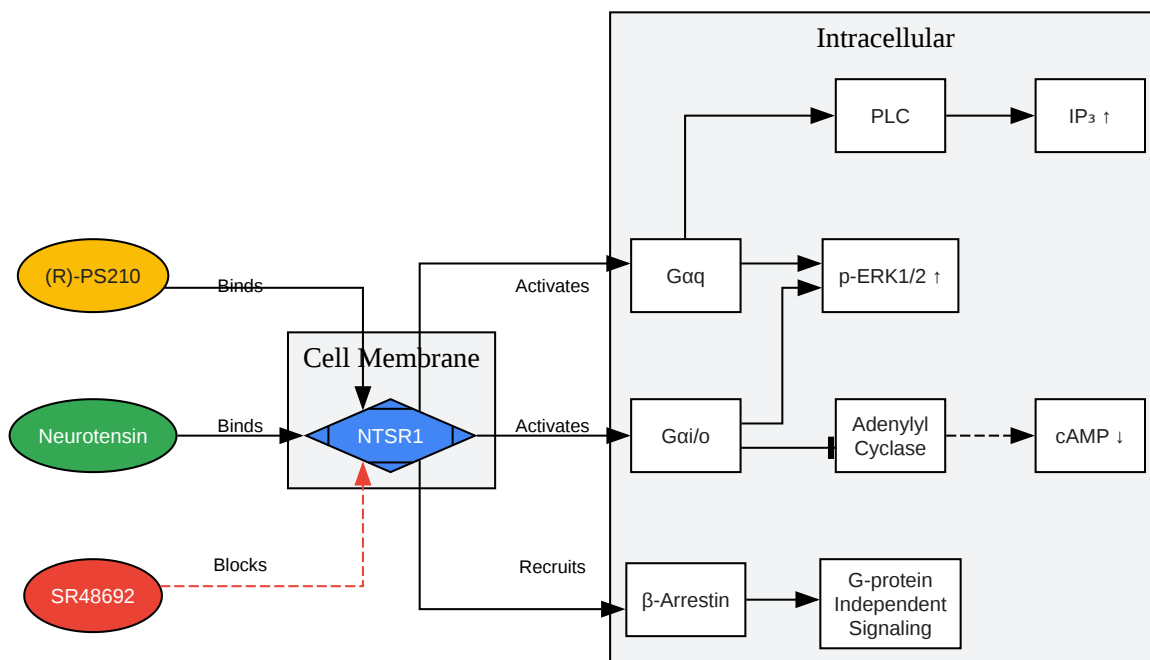 Intracellular
PLC
IP₃ ↑
(R)-PS210
Binds
Activates
Gαq
p-ERK1/2 ↑
Cell Membrane
Neurotensin
Binds
NTSR1
Activates
Gαi/o
Adenylyl
Cyclase
cAMP ↓
SR48692
Blocks
Recruits
β-Arrestin
G-protein
Independent
Signaling